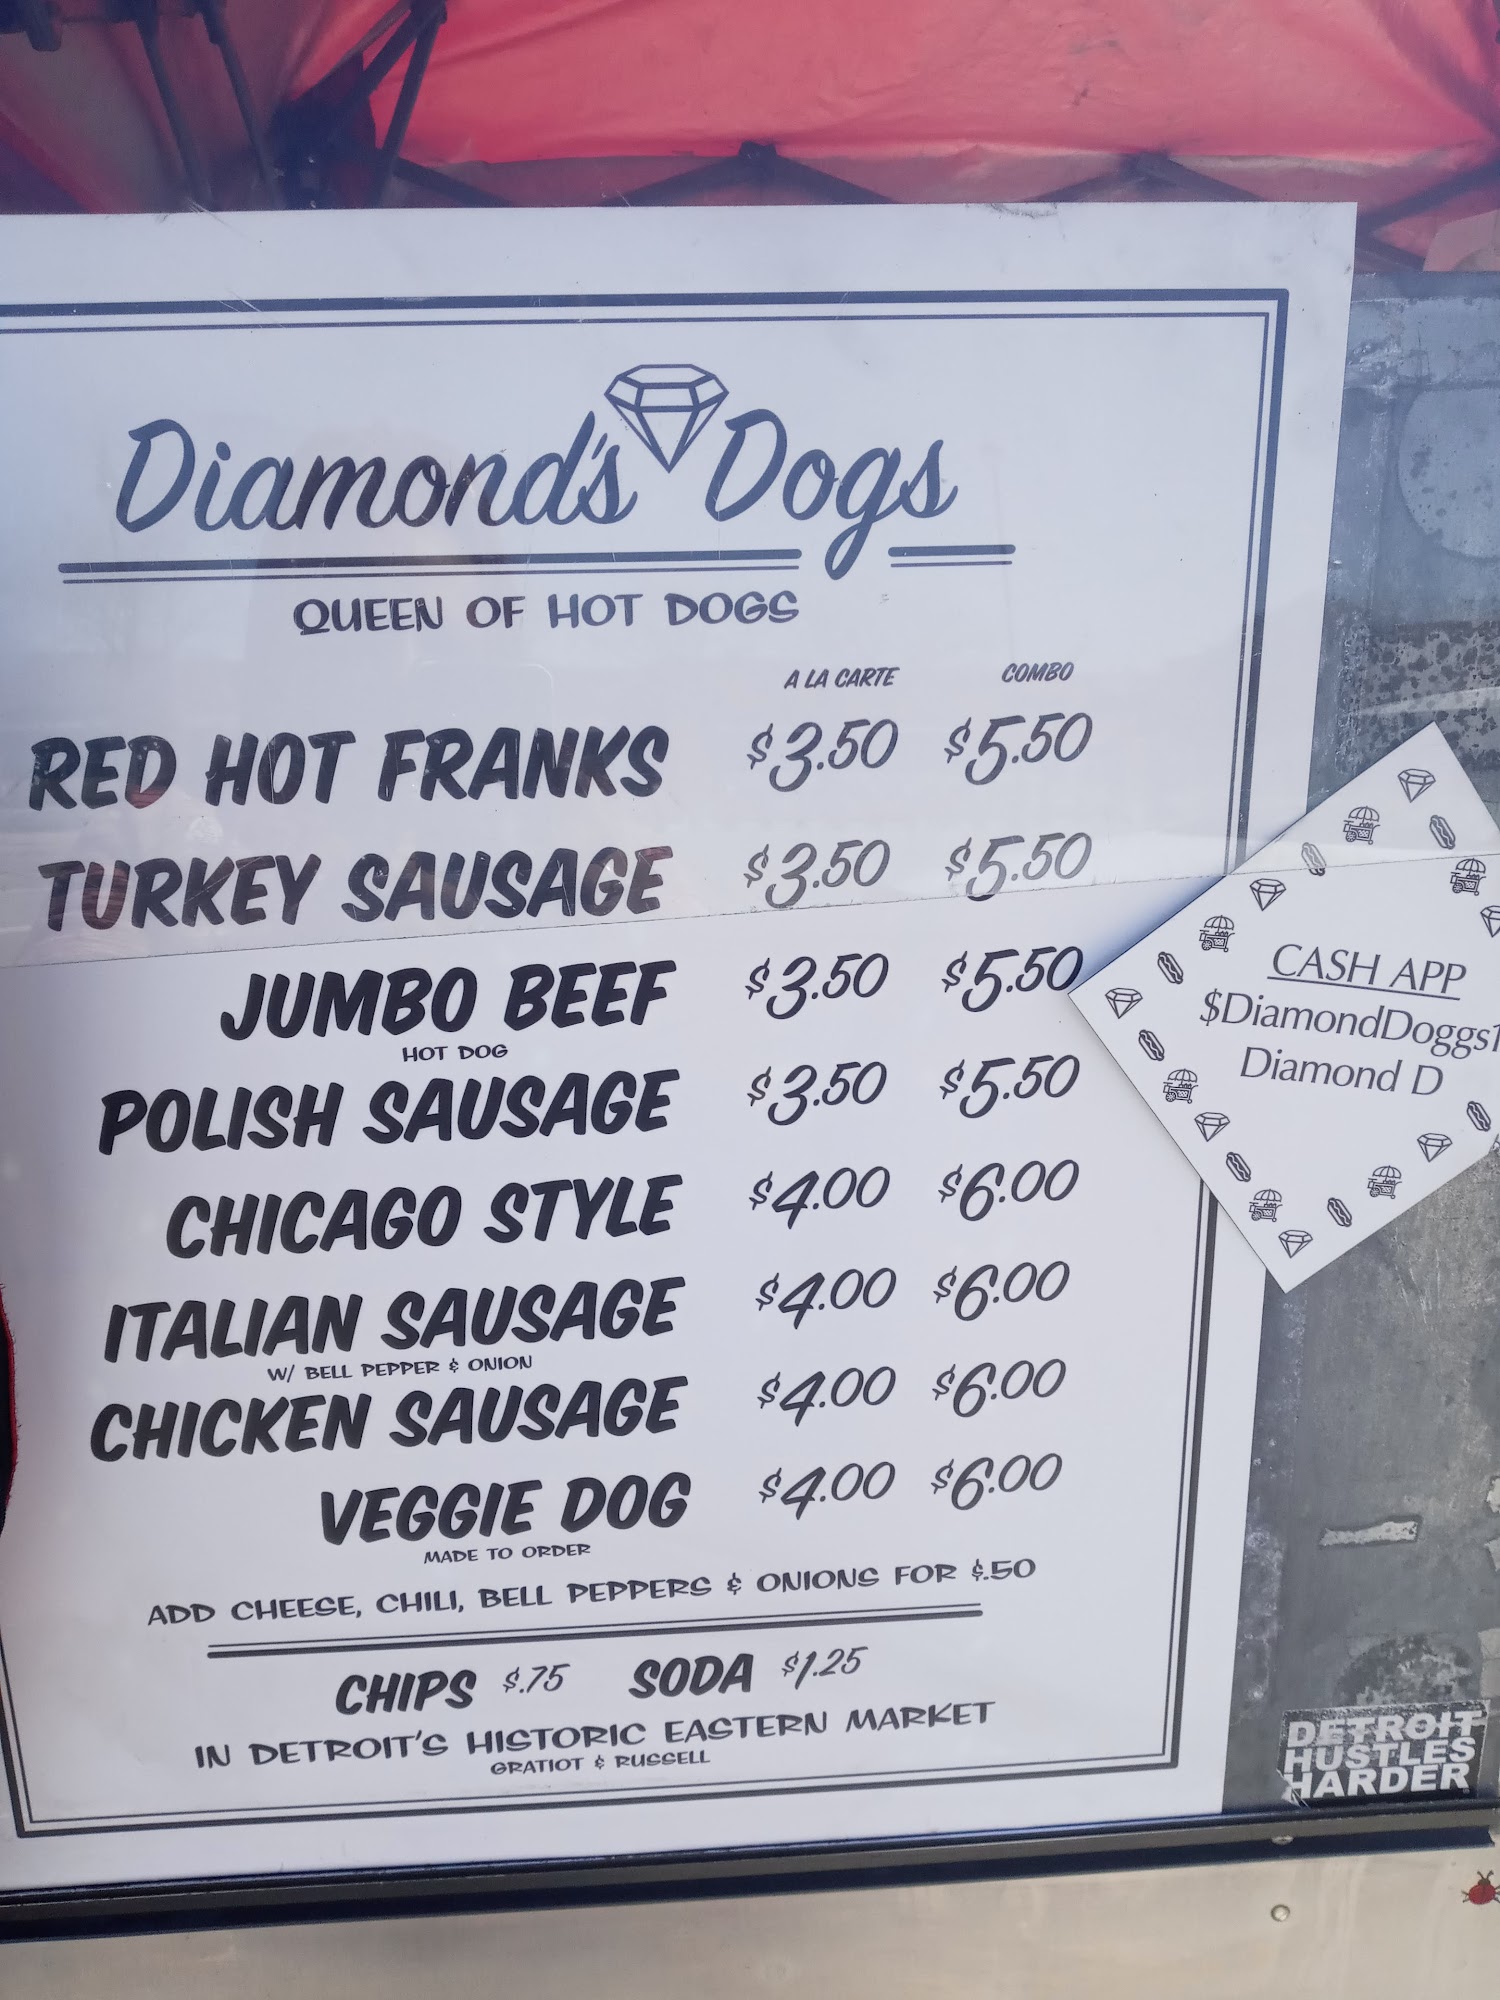 Diamond's Dogs
QUEEN OF HOT DOGS
A LA CARTE COMBO
RED HOT FRANKS $3.50 $5.50
TURKEY SAUSAGE $3.50 $5.50
JUMBO BEEF $3.50 $5.50
HOT DOG
POLISH SAUSAGE $3.50 $5.50
CHICAGO STYLE $4.00 $6.00
ITALIAN SAUSAGE $4.00 $6.00
W/ BELL PEPPER & ONION
CHICKEN SAUSAGE $4.00 $6.00
VEGGIE DOG $4.00 $6.00
MADE TO ORDER
ADD CHEESE, CHILI, BELL PEPPERS & ONIONS FOR $.50
CHIPS $.75 SODA $1.25
IN DETROIT'S HISTORIC EASTERN MARKET
GRATIOT & RUSSELL
CASH APP
$DiamondDoggs1
Diamond D
DETROIT
HUSTLES
HARDER